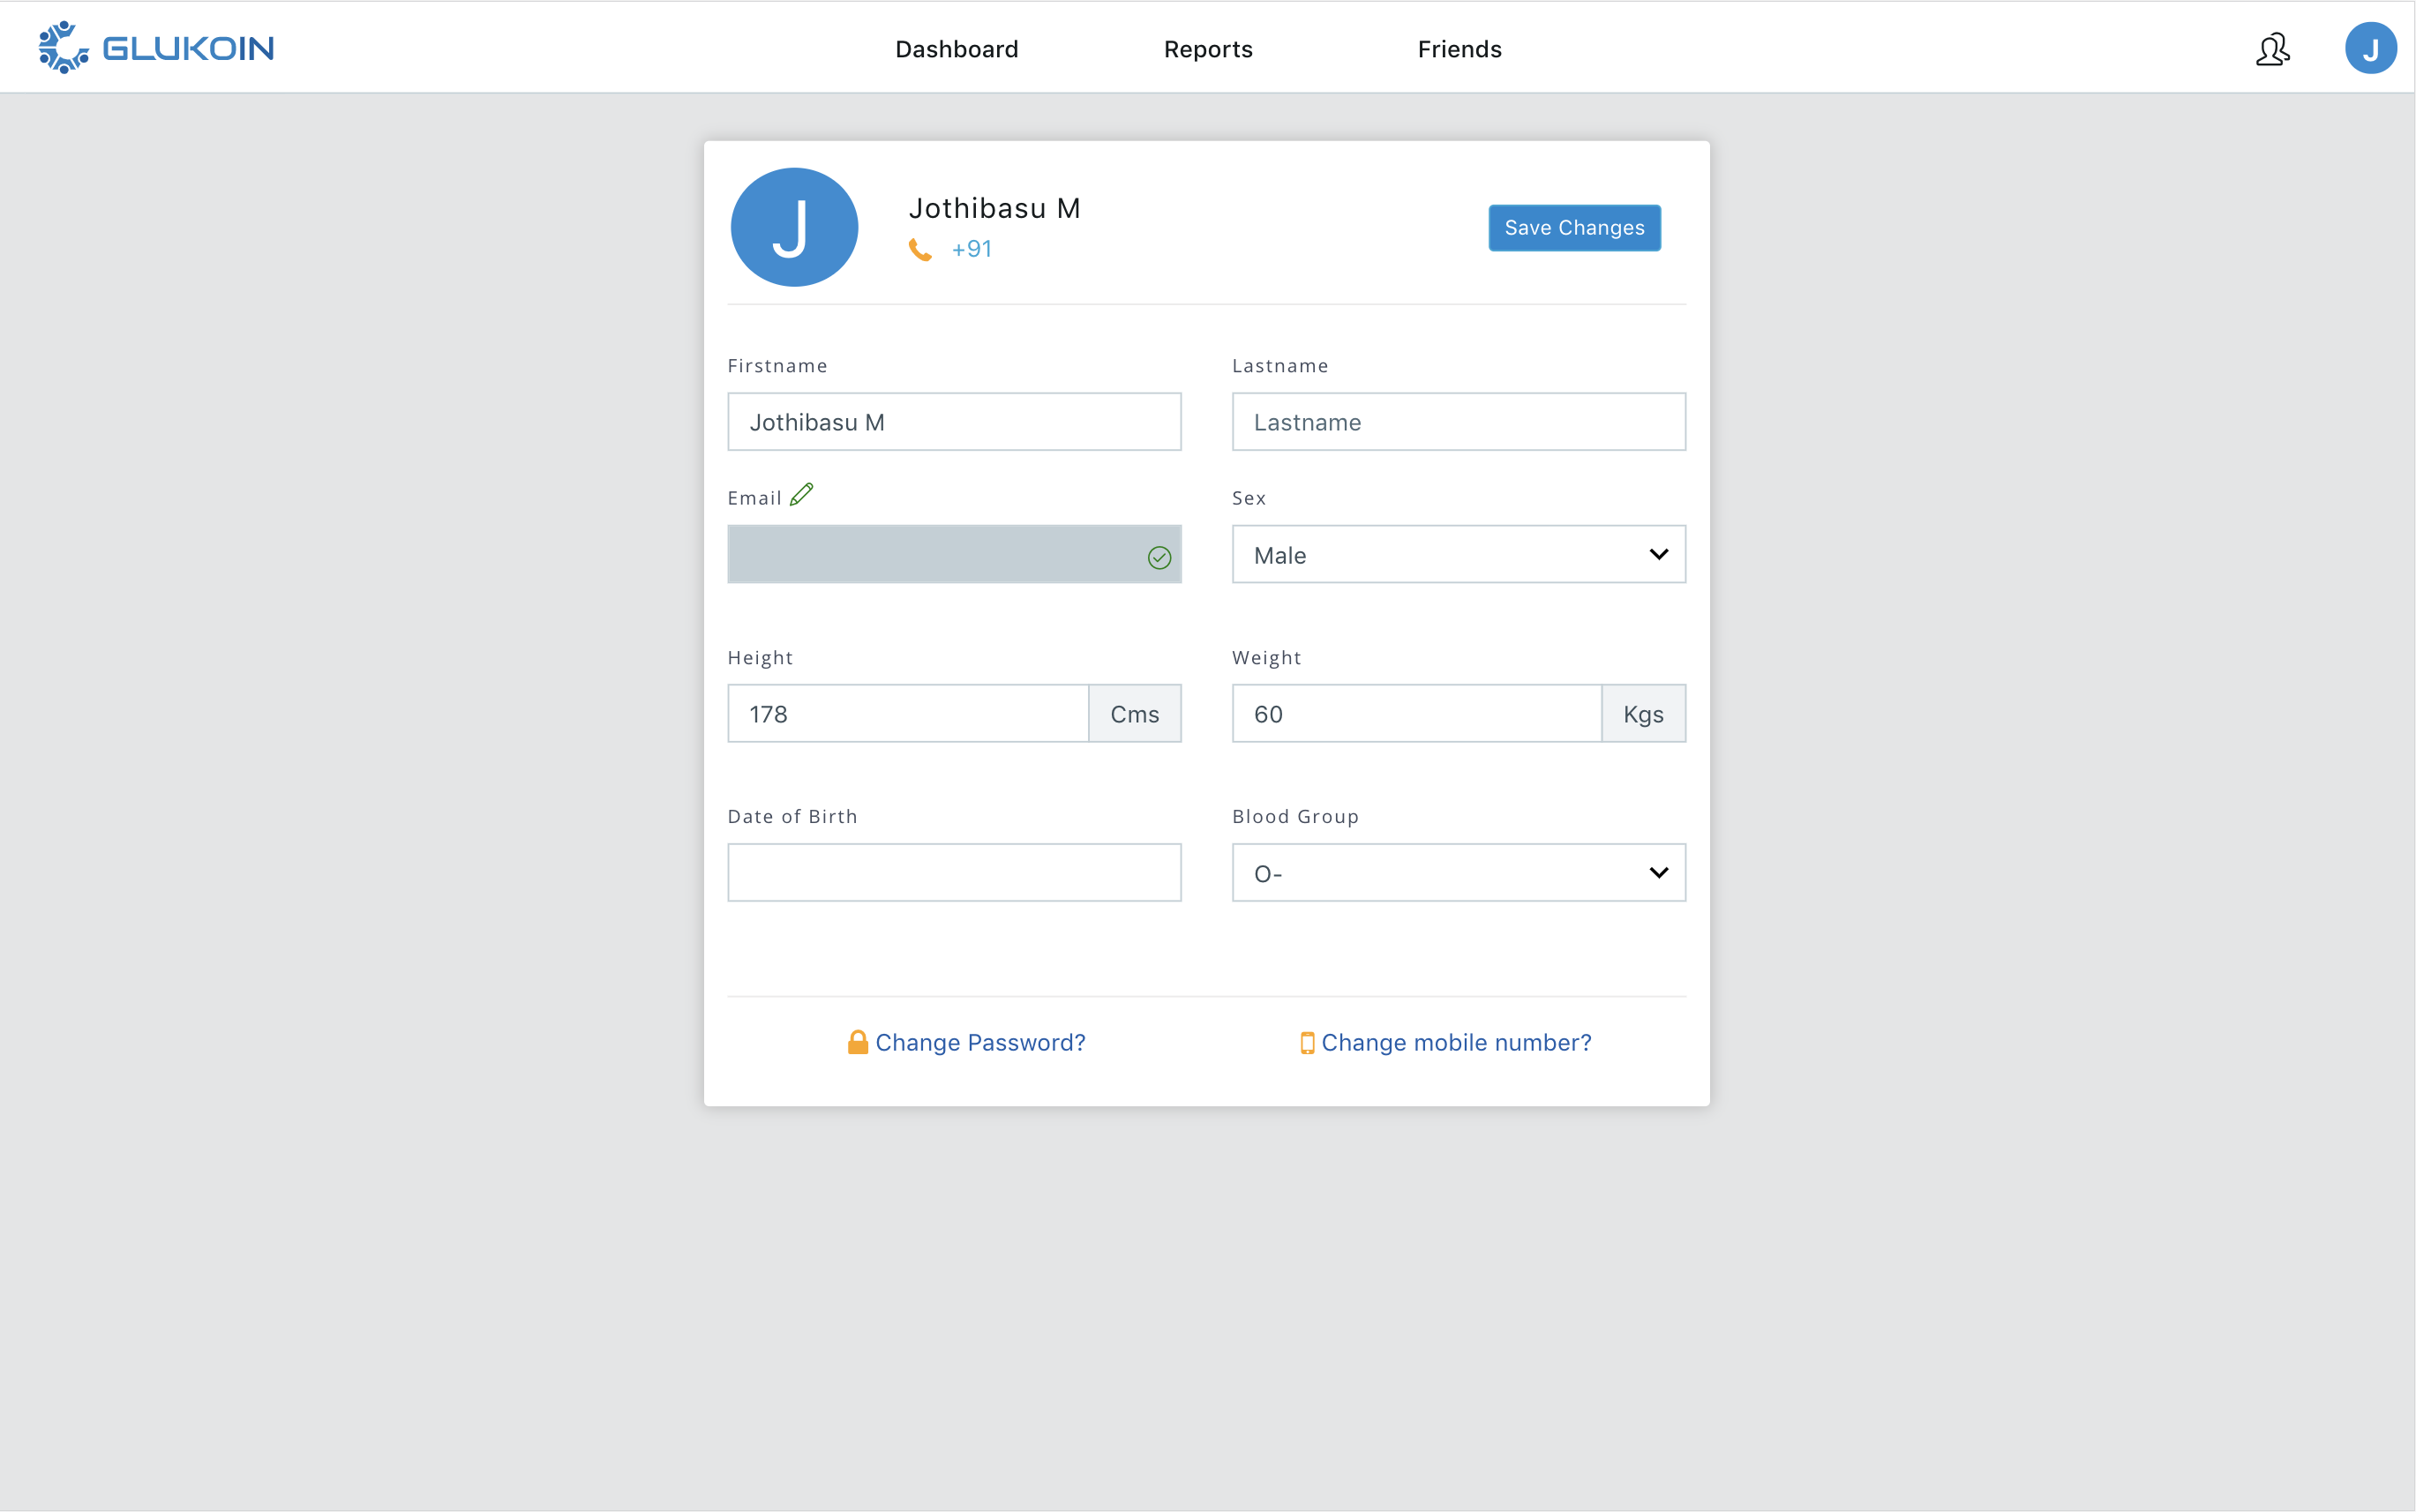 GLUKOIN
Dashboard Reports Friends
J
J
Jothibasu M
+91
Save Changes
Firstname Lastname
Jothibasu M Lastname
Email Sex
Male
Height Weight
178 Cms 60 Kgs
Date of Birth Blood Group
O-
Change Password? Change mobile number?